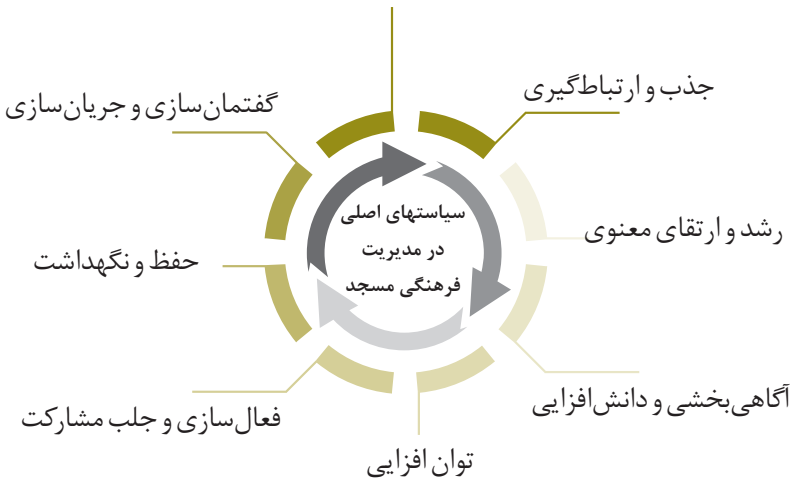 جذب و ارتباط‌گیری
رشد و ارتقای معنوی
آگاهی‌بخشی و دانش‌افزایی
توان افزایی
فعال‌سازی و جلب مشارکت
حفظ و نگهداشت
گفتمان‌سازی و جریان‌سازی
سیاستهای اصلی
در مدیریت
فرهنگی مسجد